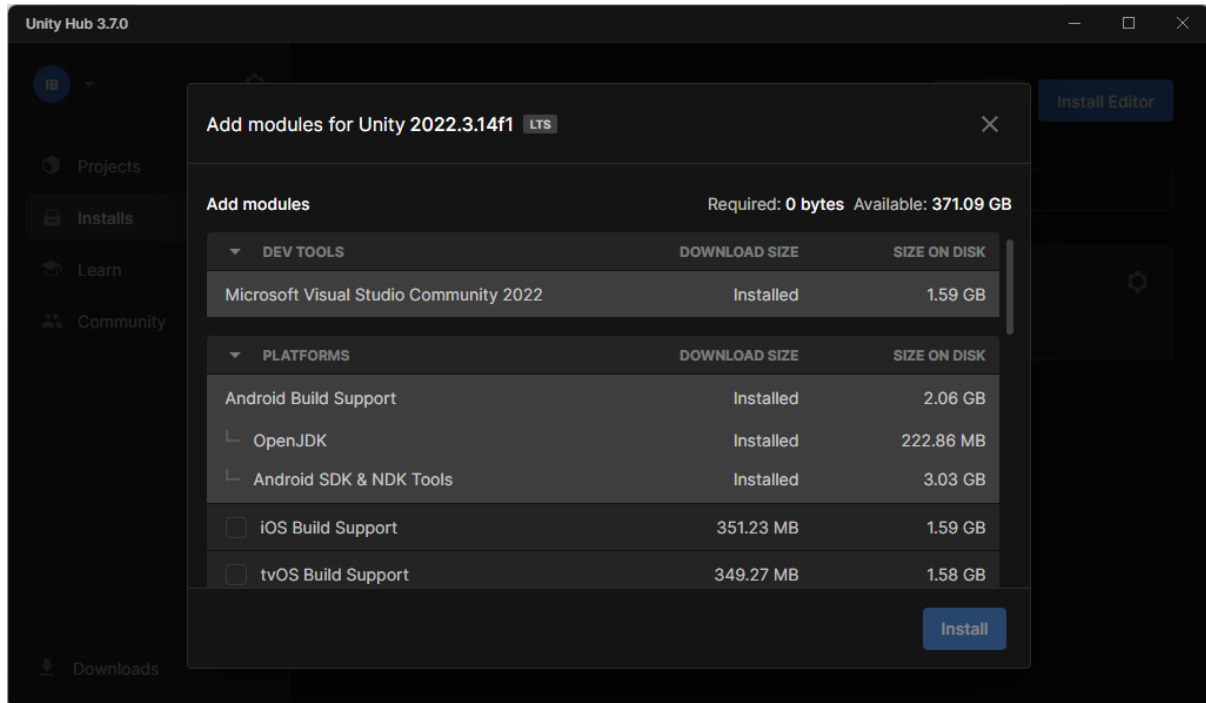 Unity Hub 3.7.0
IB
Install Editor
Add modules for Unity 2022.3.14f1 LTS
Projects
Installs
Learn
Community
Add modules Required: 0 bytes Available: 371.09 GB
DEV TOOLS DOWNLOAD SIZE SIZE ON DISK
Microsoft Visual Studio Community 2022 Installed 1.59 GB
PLATFORMS DOWNLOAD SIZE SIZE ON DISK
Android Build Support Installed 2.06 GB
OpenJDK Installed 222.86 MB
Android SDK & NDK Tools Installed 3.03 GB
iOS Build Support 351.23 MB 1.59 GB
tvOS Build Support 349.27 MB 1.58 GB
Install
Downloads